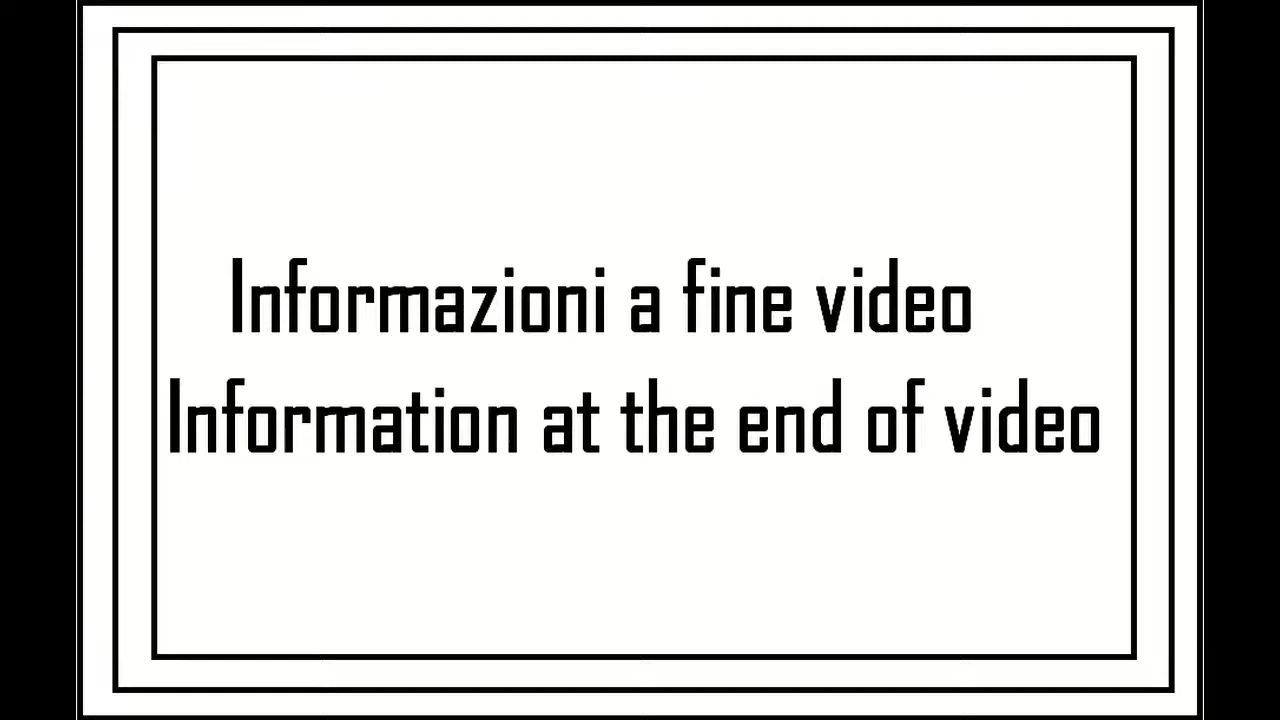 Informazioni a fine video
Information at the end of video